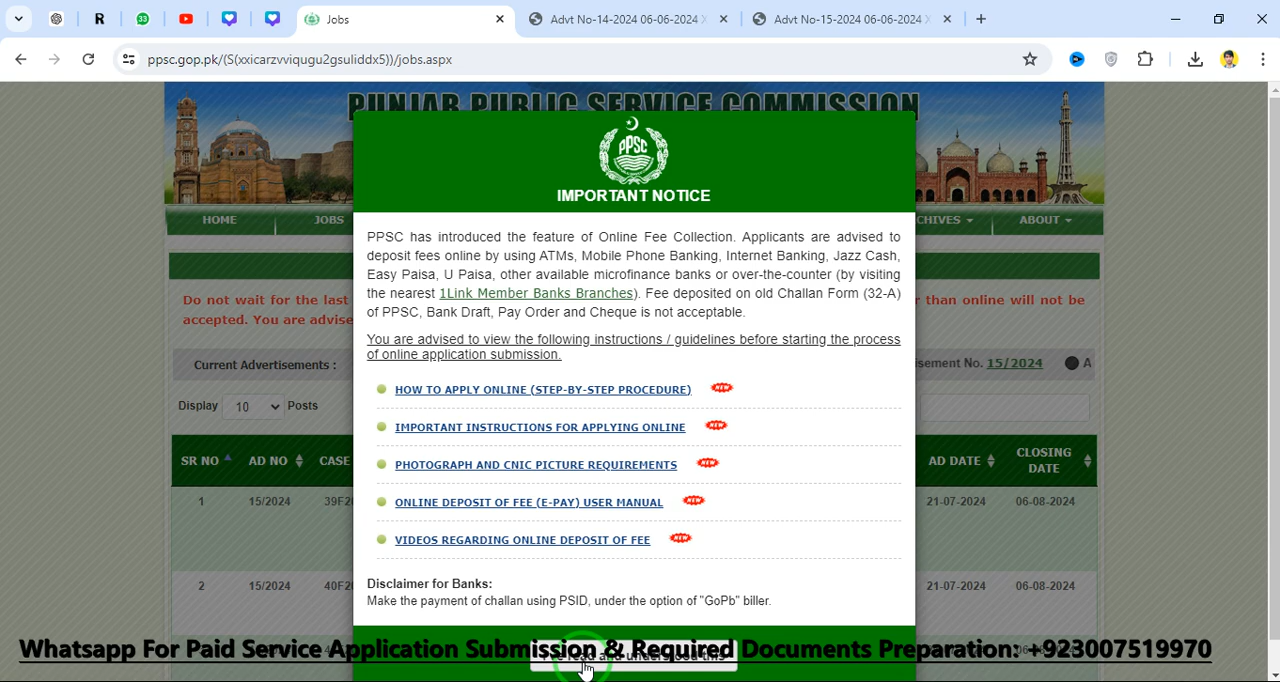 33
Jobs
Advt No-14-2024 06-06-2024
Advt No-15-2024 06-06-2024
ppsc.gop.pk/(S(xxicarzvviqugu2gsuliddx5))/jobs.aspx
PUNJAB PUBLIC SERVICE COMMISSION
PPSC
IMPORTANT NOTICE
HOME JOBS CHIVES ABOUT
PPSC has introduced the feature of Online Fee Collection. Applicants are advised to
deposit fees online by using ATMs, Mobile Phone Banking, Internet Banking, Jazz Cash,
Easy Paisa, U Paisa, other available microfinance banks or over-the-counter (by visiting
the nearest 1Link Member Banks Branches). Fee deposited on old Challan Form (32-A)
of PPSC, Bank Draft, Pay Order and Cheque is not acceptable.
Do not wait for the last r than online will not be
accepted. You are advise
You are advised to view the following instructions / guidelines before starting the process
of online application submission.
Current Advertisements : isement No. 15/2024 A
HOW TO APPLY ONLINE (STEP-BY-STEP PROCEDURE) NEW
Display 10 Posts
IMPORTANT INSTRUCTIONS FOR APPLYING ONLINE NEW
SR NO AD NO CASE AD DATE CLOSING
DATE
PHOTOGRAPH AND CNIC PICTURE REQUIREMENTS NEW
1 15/2024 39F2 21-07-2024 06-08-2024
ONLINE DEPOSIT OF FEE (E-PAY) USER MANUAL NEW
VIDEOS REGARDING ONLINE DEPOSIT OF FEE NEW
2 15/2024 40F2 21-07-2024 06-08-2024
Disclaimer for Banks:
Make the payment of challan using PSID, under the option of "GoPb" biller.
Whatsapp For Paid Service Application Submission & Required Documents Preparation: +923007519970
read and understood this